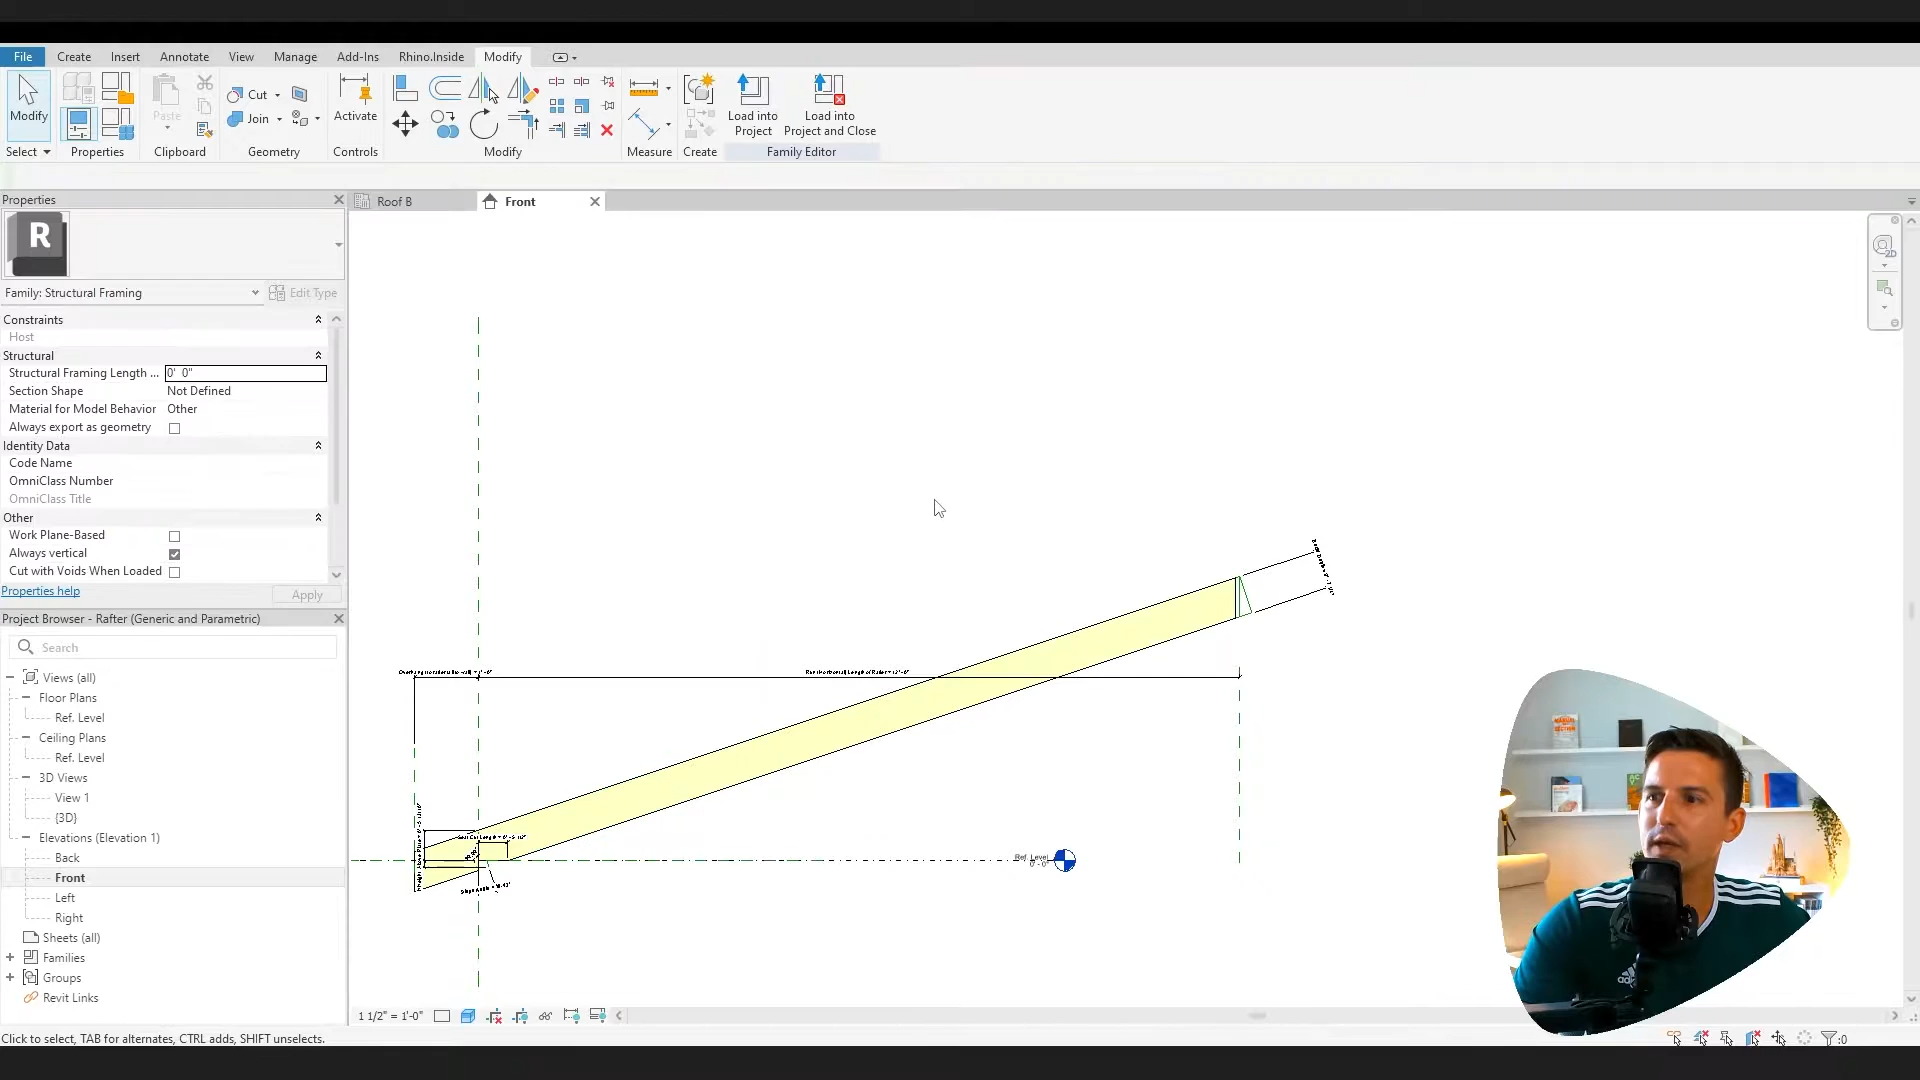 File Create Insert Annotate View Manage Add-Ins Rhino.Inside Modify
Modify
Select
Properties
Paste
Clipboard
Cut
Join
Geometry
Activate
Controls
Modify
Measure
Create
Load into
Project
Load into
Project and Close
Family Editor
Properties
R
Family: Structural Framing
Edit Type
Constraints
Host
Structural
Structural Framing Length ... 0' 0"
Section Shape Not Defined
Material for Model Behavior Other
Always export as geometry
Identity Data
Code Name
OmniClass Number
OmniClass Title
Other
Work Plane-Based
Always vertical
Cut with Voids When Loaded
Properties help
Apply
Project Browser - Rafter (Generic and Parametric)
Search
Views (all)
Floor Plans
Ref. Level
Ceiling Plans
Ref. Level
3D Views
View 1
{3D}
Elevations (Elevation 1)
Back
Front
Left
Right
Sheets (all)
Families
Groups
Revit Links
Roof B
Front
2D
Ref. Level
0' - 0"
1 1/2" = 1'-0"
Click to select, TAB for alternates, CTRL adds, SHIFT unselects.
:0